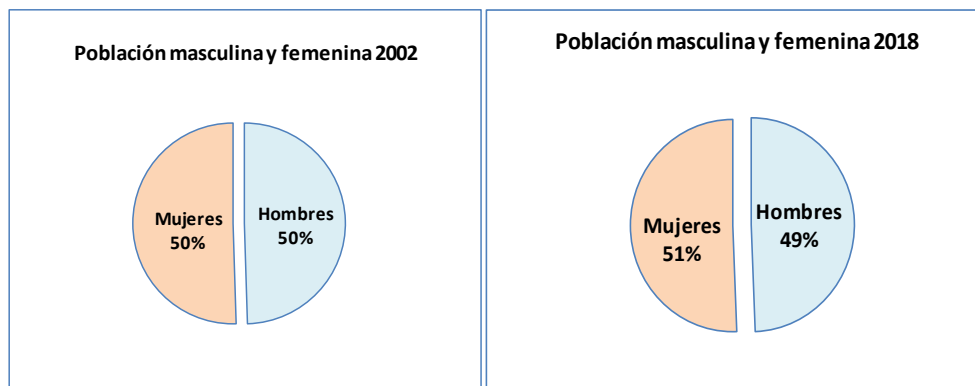 Población masculina y femenina 2002
Mujeres
50%
Hombres
50%
Población masculina y femenina 2018
Mujeres
51%
Hombres
49%